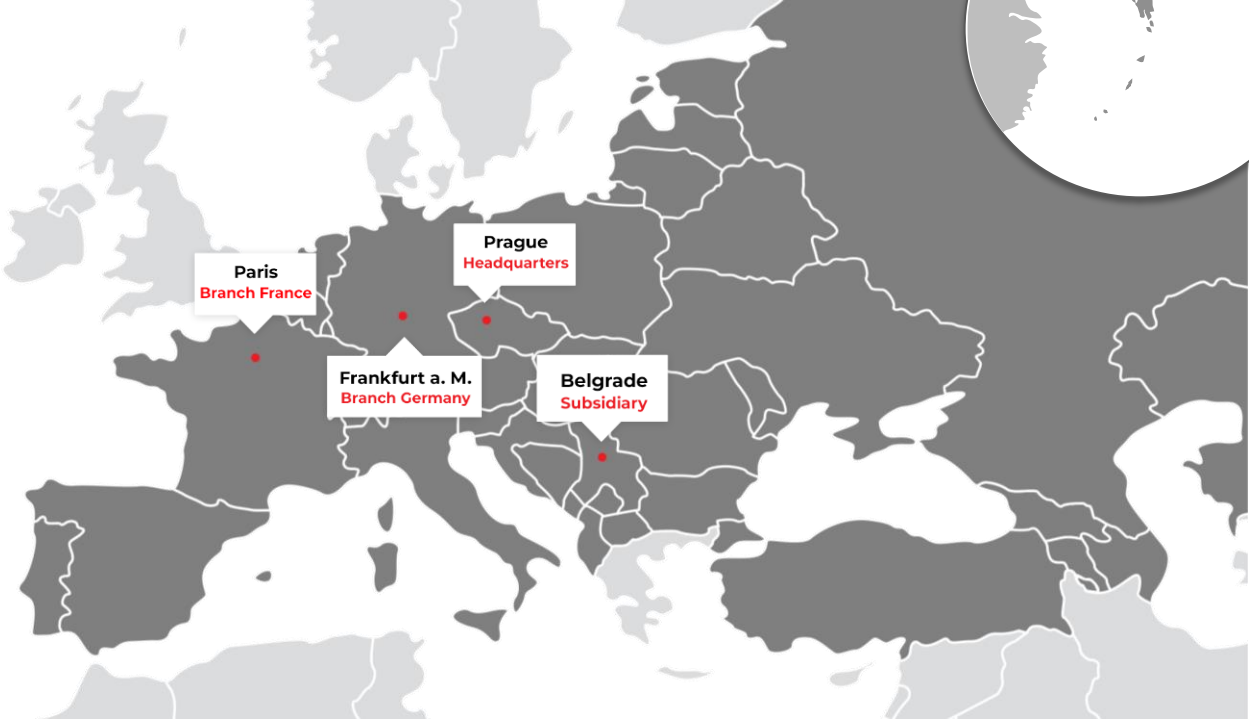 Prague
Headquarters
Paris
Branch France
Frankfurt a. M.
Branch Germany
Belgrade
Subsidiary